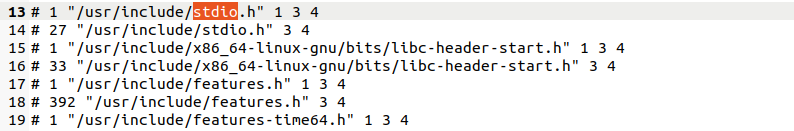 13 # 1 "/usr/include/stdio.h" 1 3 4
14 # 27 "/usr/include/stdio.h" 3 4
15 # 1 "/usr/include/x86_64-linux-gnu/bits/libc-header-start.h" 1 3 4
16 # 33 "/usr/include/x86_64-linux-gnu/bits/libc-header-start.h" 3 4
17 # 1 "/usr/include/features.h" 1 3 4
18 # 392 "/usr/include/features.h" 3 4
19 # 1 "/usr/include/features-time64.h" 1 3 4